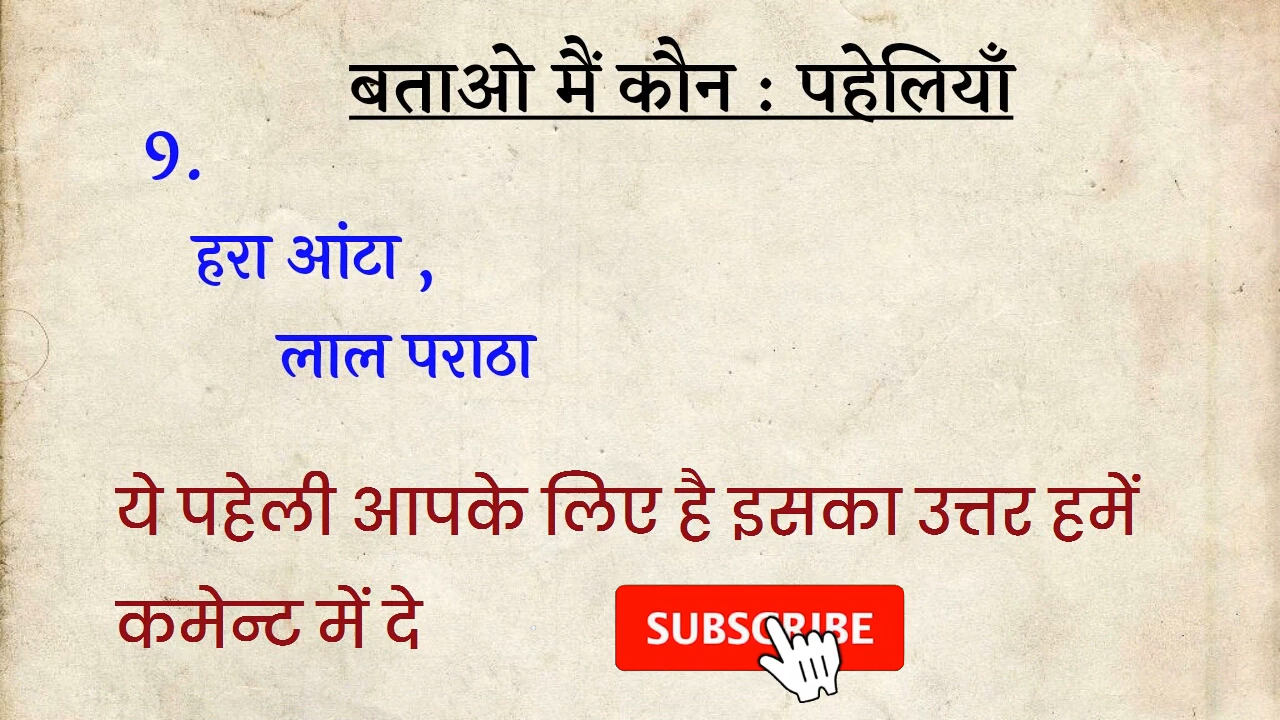 बताओ मैं कौन : पहेलियाँ
9.
हरा आंटा ,
लाल पराठा
ये पहेली आपके लिए है इसका उत्तर हमें
कमेन्ट में दे
SUBSCRIBE